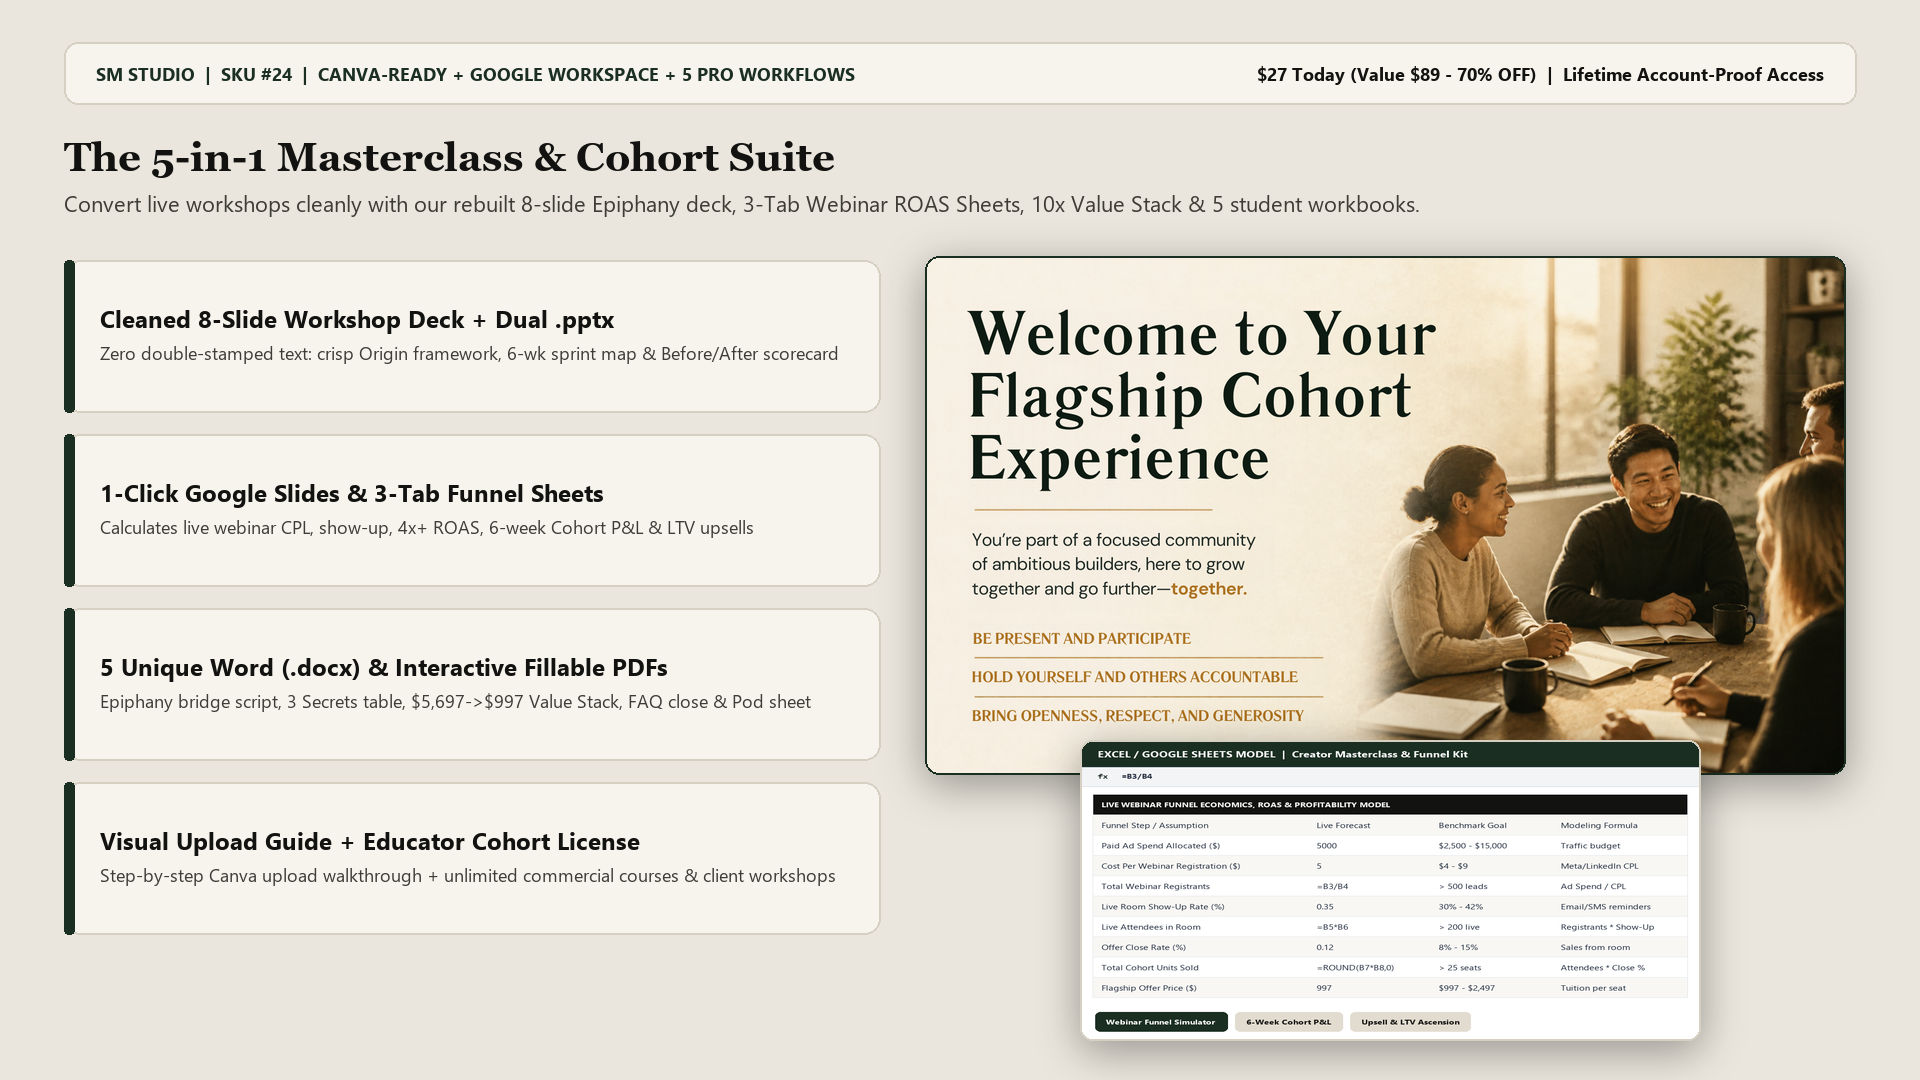 SM STUDIO | SKU #24 | CANVA-READY + GOOGLE WORKSPACE + 5 PRO WORKFLOWS
$27 Today (Value $89 - 70% OFF) | Lifetime Account-Proof Access
The 5-in-1 Masterclass & Cohort Suite
Convert live workshops cleanly with our rebuilt 8-slide Epiphany deck, 3-Tab Webinar ROAS Sheets, 10x Value Stack & 5 student workbooks.
Cleaned 8-Slide Workshop Deck + Dual .pptx
Zero double-stamped text: crisp Origin framework, 6-wk sprint map & Before/After scorecard
1-Click Google Slides & 3-Tab Funnel Sheets
Calculates live webinar CPL, show-up, 4x+ ROAS, 6-week Cohort P&L & LTV upsells
5 Unique Word (.docx) & Interactive Fillable PDFs
Epiphany bridge script, 3 Secrets table, $5,697->$997 Value Stack, FAQ close & Pod sheet
Visual Upload Guide + Educator Cohort License
Step-by-step Canva upload walkthrough + unlimited commercial courses & client workshops
Welcome to Your
Flagship Cohort
Experience
You're part of a focused community
of ambitious builders, here to grow
together and go further—together.
BE PRESENT AND PARTICIPATE
HOLD YOURSELF AND OTHERS ACCOUNTABLE
BRING OPENNESS, RESPECT, AND GENEROSITY
EXCEL / GOOGLE SHEETS MODEL | Creator Masterclass & Funnel Kit
fx =B3/B4
LIVE WEBINAR FUNNEL ECONOMICS, ROAS & PROFITABILITY MODEL
Funnel Step / Assumption Live Forecast Benchmark Goal Modeling Formula
Paid Ad Spend Allocated ($) 5000 $2,500 - $15,000 Traffic budget
Cost Per Webinar Registration ($) 5 $4 - $9 Meta/LinkedIn CPL
Total Webinar Registrants =B3/B4 > 500 leads Ad Spend / CPL
Live Room Show-Up Rate (%) 0.35 30% - 42% Email/SMS reminders
Live Attendees in Room =B5*B6 > 200 live Registrants * Show-Up
Offer Close Rate (%) 0.12 8% - 15% Sales from room
Total Cohort Units Sold =ROUND(B7*B8,0) > 25 seats Attendees * Close %
Flagship Offer Price ($) 997 $997 - $2,497 Tuition per seat
Webinar Funnel Simulator 6-Week Cohort P&L Upsell & LTV Ascension